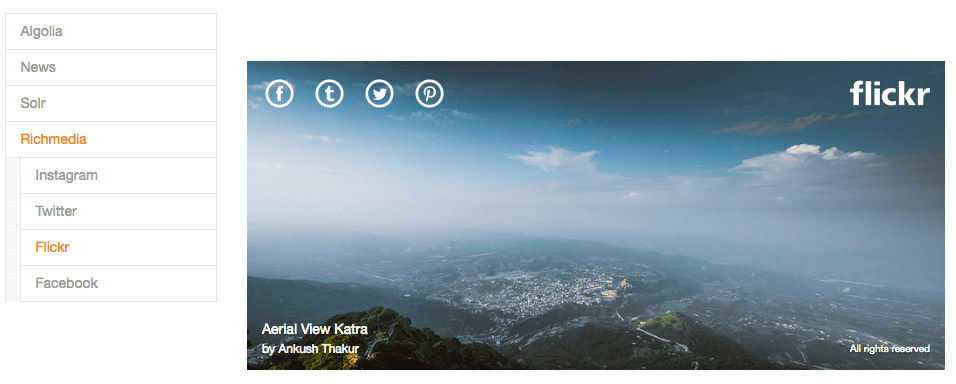 Algolia
News
Solr
Richmedia
Instagram
Twitter
Flickr
Facebook
flickr
Aerial View Katra
by Ankush Thakur
All rights reserved